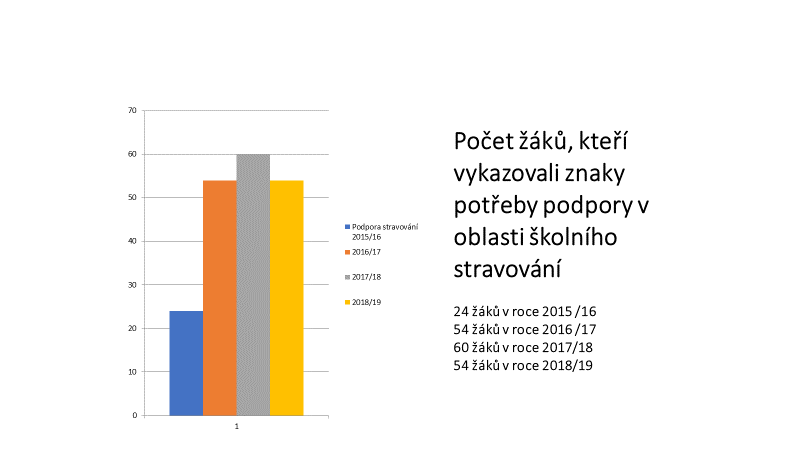 70
60
50
40
30
20
10
0
1
Podpora stravování
2015/16
2016/17
2017/18
2018/19
Počet žáků, kteří
vykazovali znaky
potřeby podpory v
oblasti školního
stravování
24 žáků v roce 2015/16
54 žáků v roce 2016/17
60 žáků v roce 2017/18
54 žáků v roce 2018/19